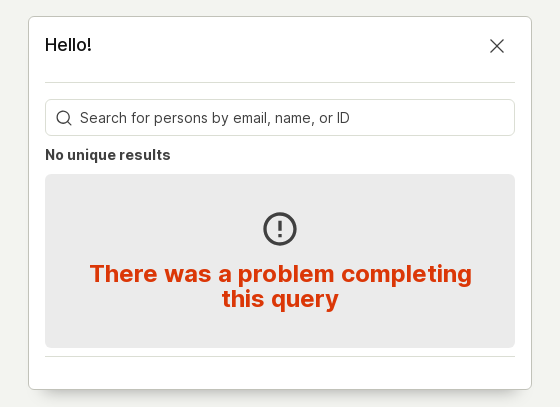 Hello!
Search for persons by email, name, or ID
No unique results
There was a problem completing
this query